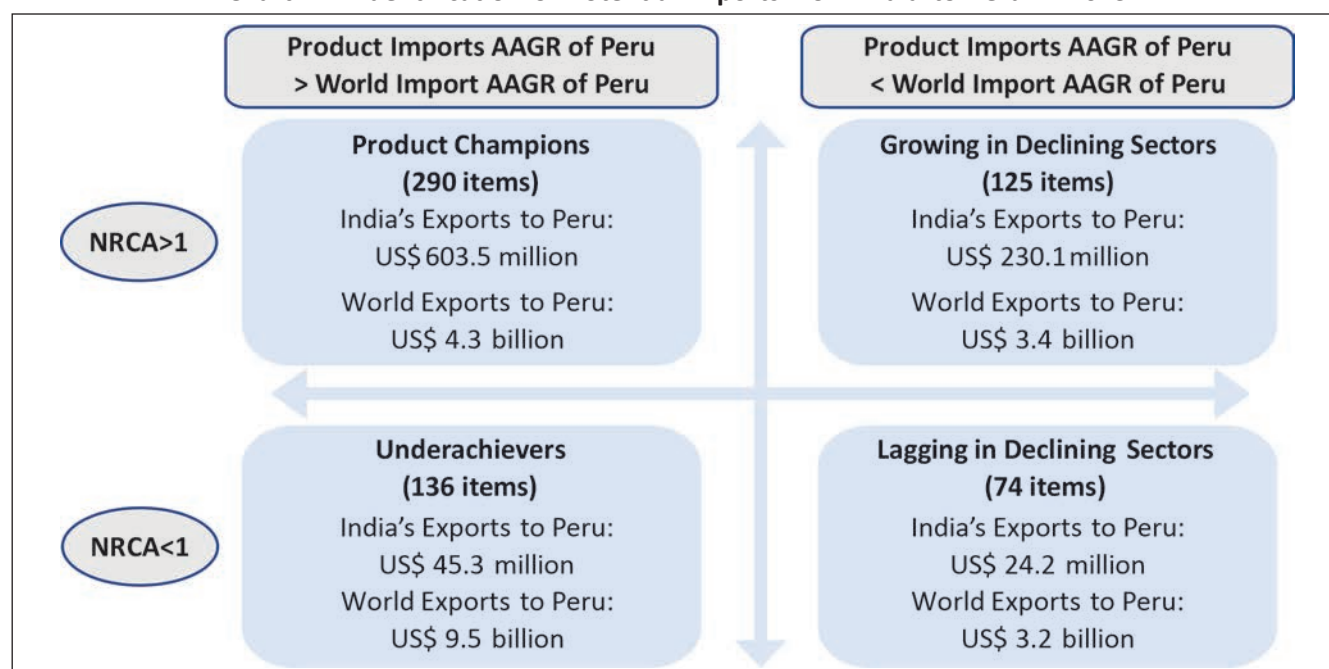 Product Imports AAGR of Peru
> World Import AAGR of Peru
Product Imports AAGR of Peru
< World Import AAGR of Peru
NRCA>1
Product Champions
(290 items)
India’s Exports to Peru:
US$ 603.5 million
World Exports to Peru:
US$ 4.3 billion
Growing in Declining Sectors
(125 items)
India’s Exports to Peru:
US$ 230.1 million
World Exports to Peru:
US$ 3.4 billion
NRCA<1
Underachievers
(136 items)
India’s Exports to Peru:
US$ 45.3 million
World Exports to Peru:
US$ 9.5 billion
Lagging in Declining Sectors
(74 items)
India’s Exports to Peru:
US$ 24.2 million
World Exports to Peru:
US$ 3.2 billion